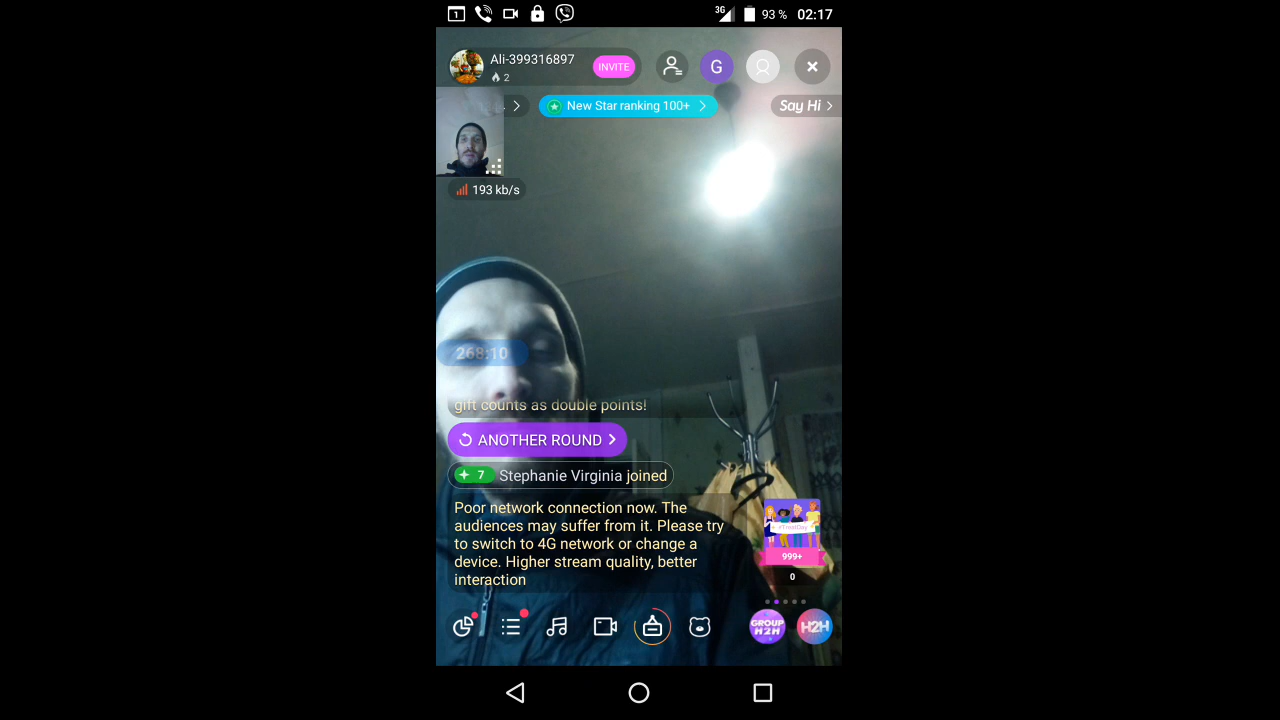 1
3G
93 %
02:17
Ali-399316897
2
INVITE
G
New Star ranking 100+
Say Hi
193 kb/s
268:10
gift counts as double points!
ANOTHER ROUND
7 Stephanie Virginia joined
Poor network connection now. The
audiences may suffer from it. Please try
to switch to 4G network or change a
device. Higher stream quality, better
interaction
999+
0
GROUP
H2H
H2H